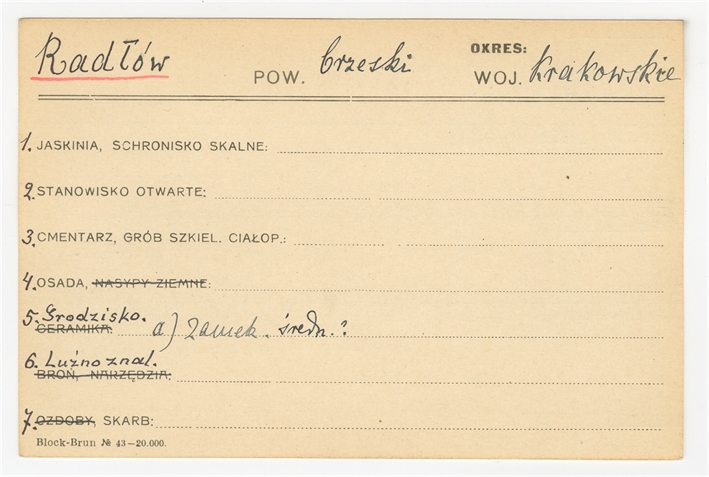 Radłów POW. brzeski OKRES:
WOJ. Krakowskie
1. JASKINIA, SCHRONISKO SKALNE:
2. STANOWISKO OTWARTE:
3. CMENTARZ, GRÓB SZKIEL. CIAŁOP.:
4. OSADA, NASYPY ZIEMNE:
5. Grodzisko. a) Zamek. średn.?
CERAMIKA:
6. Luźno znal.
BROŃ, NARZĘDZIA:
7. OZDOBY, SKARB:
Block-Brun № 43—20.000.